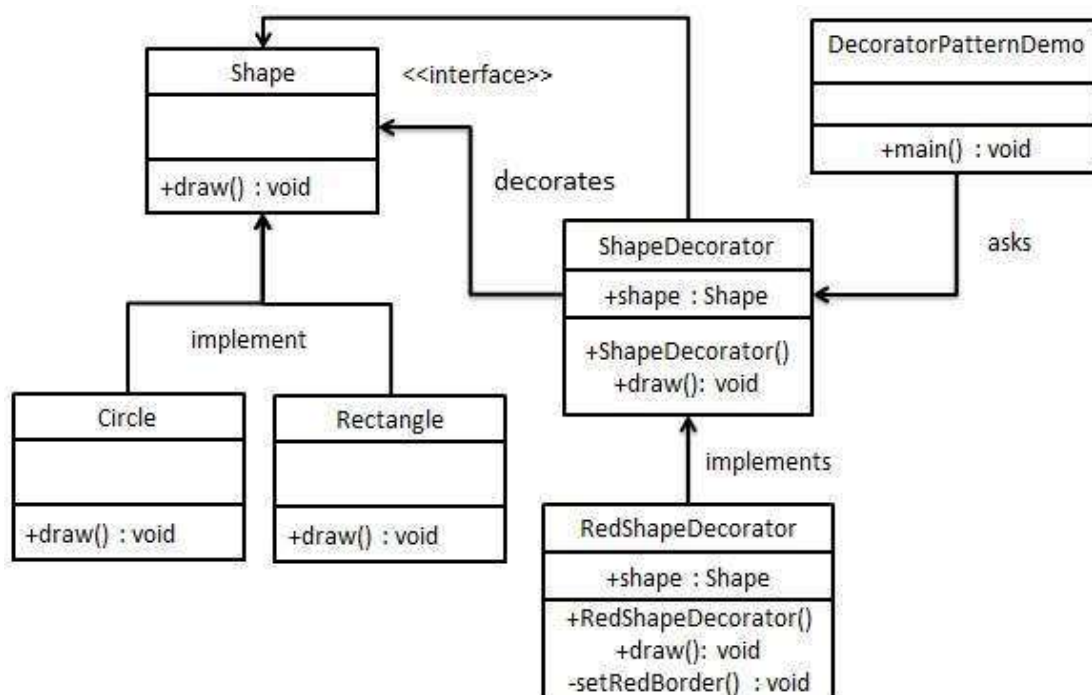 Shape
<<interface>>
+draw() : void
decorates
DecoratorPatternDemo
+main() : void
asks
ShapeDecorator
+shape : Shape
+ShapeDecorator()
+draw(): void
implement
Circle
+draw() : void
Rectangle
+draw() : void
implements
RedShapeDecorator
+shape : Shape
+RedShapeDecorator()
+draw(): void
-setRedBorder() : void